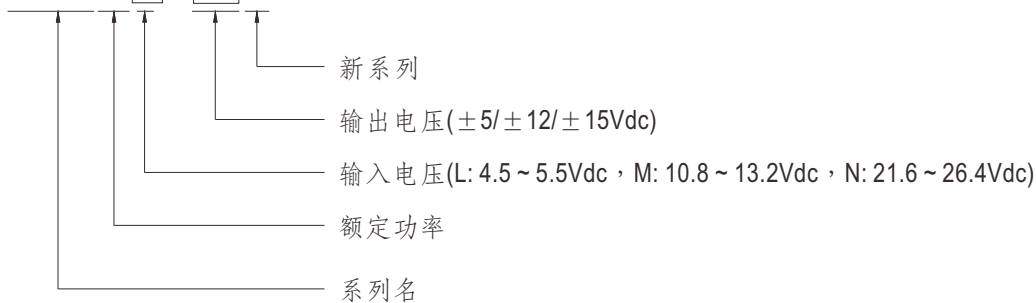 新系列
输出电压(±5/±12/±15Vdc)
输入电压(L: 4.5 ~ 5.5Vdc，M: 10.8 ~ 13.2Vdc，N: 21.6 ~ 26.4Vdc)
额定功率
系列名